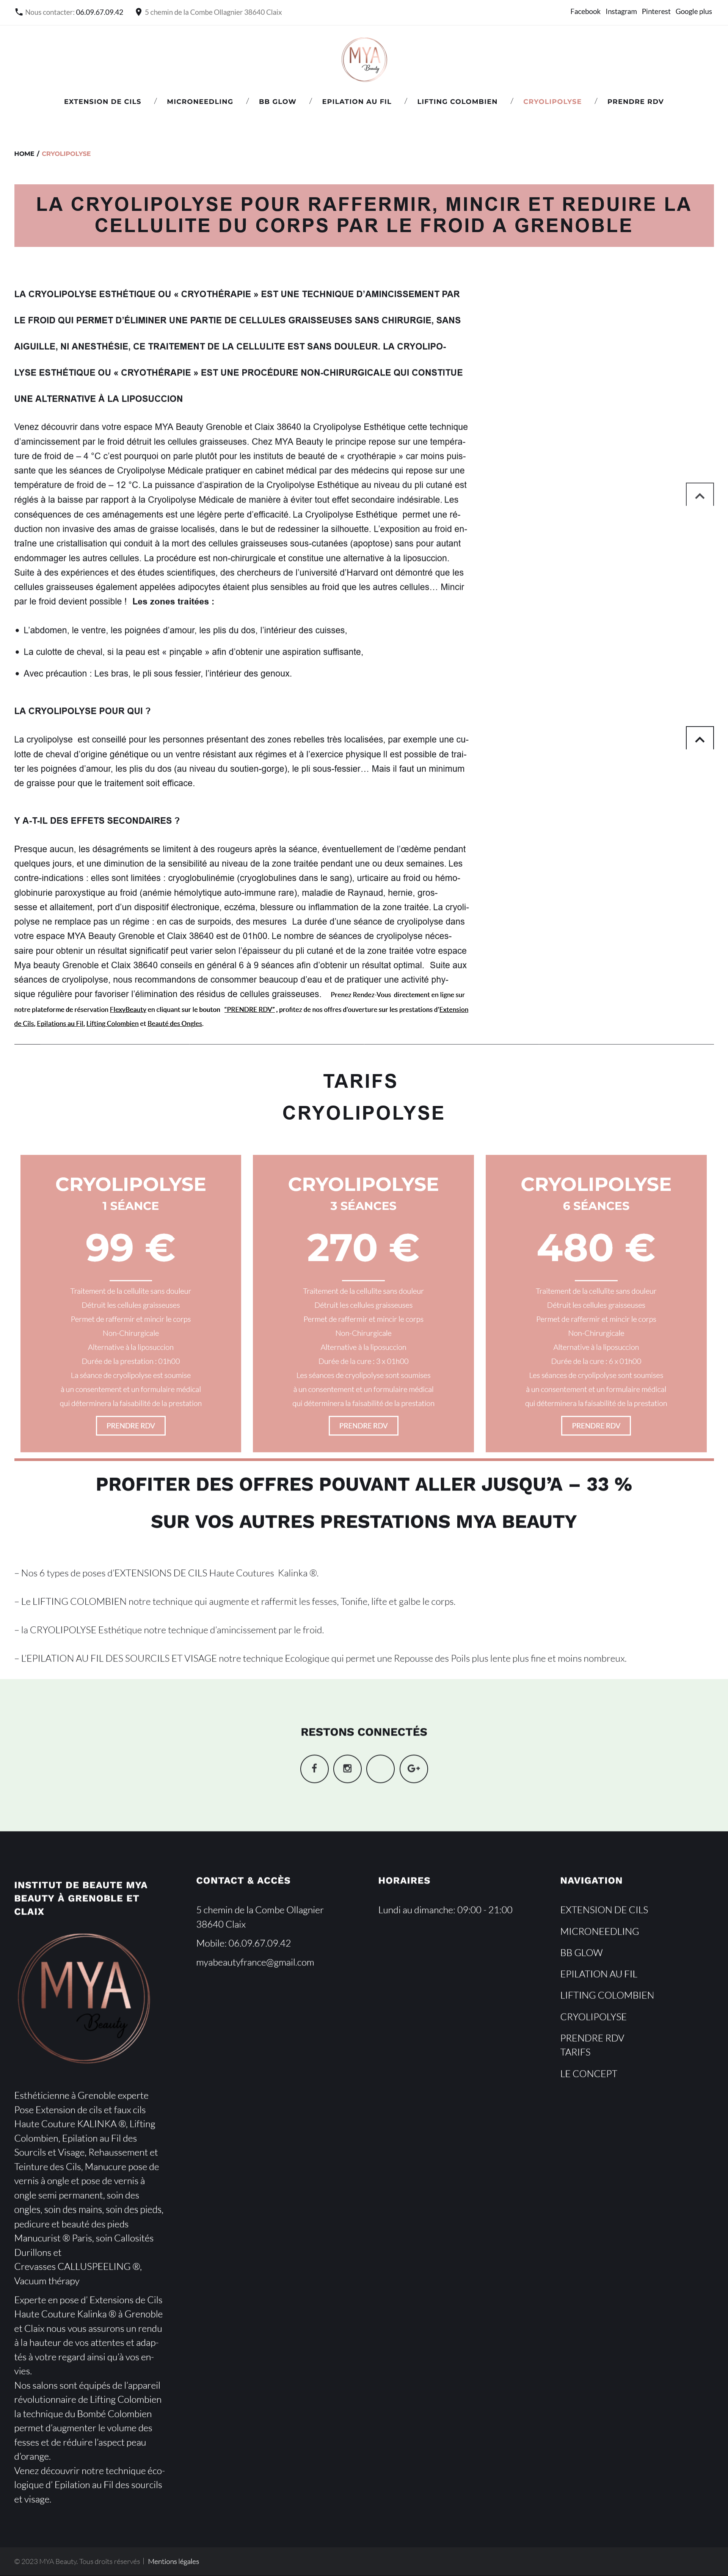 Nous contacter: 06.09.67.09.42 5 chemin de la Combe Ollagnier 38640 Claix
Facebook Instagram Pinterest Google plus
MYA
Beauty
EXTENSION DE CILS / MICRONEEDLING / BB GLOW / EPILATION AU FIL / LIFTING COLOMBIEN / CRYOLIPOLYSE / PRENDRE RDV
HOME / CRYOLIPOLYSE
LA CRYOLIPOLYSE POUR RAFFERMIR, MINCIR ET REDUIRE LA
CELLULITE DU CORPS PAR LE FROID A GRENOBLE
LA CRYOLIPOLYSE ESTHÉTIQUE OU « CRYOTHÉRAPIE » EST UNE TECHNIQUE D'AMINCISSEMENT PAR
LE FROID QUI PERMET D'ÉLIMINER UNE PARTIE DE CELLULES GRAISSEUSES SANS CHIRURGIE, SANS
AIGUILLE, NI ANESTHÉSIE, CE TRAITEMENT DE LA CELLULITE EST SANS DOULEUR. LA CRYOLIPO-
LYSE ESTHÉTIQUE OU « CRYOTHÉRAPIE » EST UNE PROCÉDURE NON-CHIRURGICALE QUI CONSTITUE
UNE ALTERNATIVE À LA LIPOSUCCION
Venez découvrir dans votre espace MYA Beauty Grenoble et Claix 38640 la Cryolipolyse Esthétique cette technique
d'amincissement par le froid détruit les cellules graisseuses. Chez MYA Beauty le principe repose sur une tempéra-
ture de froid de – 4 °C c'est pourquoi on parle plutôt pour les instituts de beauté de « cryothérapie » car moins puis-
sante que les séances de Cryolipolyse Médicale pratiquer en cabinet médical par des médecins qui repose sur une
température de froid de – 12 °C. La puissance d'aspiration de la Cryolipolyse Esthétique au niveau du pli cutané est
réglés à la baisse par rapport à la Cryolipolyse Médicale de manière à éviter tout effet secondaire indésirable. Les
conséquences de ces aménagements est une légère perte d'efficacité. La Cryolipolyse Esthétique permet une ré-
duction non invasive des amas de graisse localisés, dans le but de redessiner la silhouette. L'exposition au froid en-
traîne une cristallisation qui conduit à la mort des cellules graisseuses sous-cutanées (apoptose) sans pour autant
endommager les autres cellules. La procédure est non-chirurgicale et constitue une alternative à la liposuccion.
Suite à des expériences et des études scientifiques, des chercheurs de l'université d'Harvard ont démontré que les
cellules graisseuses également appelées adipocytes étaient plus sensibles au froid que les autres cellules… Mincir
par le froid devient possible ! Les zones traitées :
• L'abdomen, le ventre, les poignées d'amour, les plis du dos, l'intérieur des cuisses,
• La culotte de cheval, si la peau est « pinçable » afin d'obtenir une aspiration suffisante,
• Avec précaution : Les bras, le pli sous fessier, l'intérieur des genoux.
LA CRYOLIPOLYSE POUR QUI ?
La cryolipolyse est conseillé pour les personnes présentant des zones rebelles très localisées, par exemple une cu-
lotte de cheval d'origine génétique ou un ventre résistant aux régimes et à l'exercice physique Il est possible de trai-
ter les poignées d'amour, les plis du dos (au niveau du soutien-gorge), le pli sous-fessier… Mais il faut un minimum
de graisse pour que le traitement soit efficace.
Y A-T-IL DES EFFETS SECONDAIRES ?
Presque aucun, les désagréments se limitent à des rougeurs après la séance, éventuellement de l'œdème pendant
quelques jours, et une diminution de la sensibilité au niveau de la zone traitée pendant une ou deux semaines. Les
contre-indications : elles sont limitées : cryoglobulinémie (cryoglobulines dans le sang), urticaire au froid ou hémo-
globinurie paroxystique au froid (anémie hémolytique auto-immune rare), maladie de Raynaud, hernie, gros-
sesse et allaitement, port d'un dispositif électronique, eczéma, blessure ou inflammation de la zone traitée. La cryoli-
polyse ne remplace pas un régime : en cas de surpoids, des mesures La durée d'une séance de cryolipolyse dans
votre espace MYA Beauty Grenoble et Claix 38640 est de 01h00. Le nombre de séances de cryolipolyse néces-
saire pour obtenir un résultat significatif peut varier selon l'épaisseur du pli cutané et de la zone traitée votre espace
Mya beauty Grenoble et Claix 38640 conseils en général 6 à 9 séances afin d'obtenir un résultat optimal. Suite aux
séances de cryolipolyse, nous recommandons de consommer beaucoup d'eau et de pratiquer une activité phy-
sique régulière pour favoriser l'élimination des résidus de cellules graisseuses. Prenez Rendez-Vous directement en ligne sur
notre plateforme de réservation FlexyBeauty en cliquant sur le bouton "PRENDRE RDV" , profitez de nos offres d'ouverture sur les prestations d'Extension
de Cils, Epilations au Fil, Lifting Colombien et Beauté des Ongles.
TARIFS
CRYOLIPOLYSE
CRYOLIPOLYSE
1 SÉANCE
99 €
Traitement de la cellulite sans douleur
Détruit les cellules graisseuses
Permet de raffermir et mincir le corps
Non-Chirurgicale
Alternative à la liposuccion
Durée de la prestation : 01h00
La séance de cryolipolyse est soumise
à un consentement et un formulaire médical
qui déterminera la faisabilité de la prestation
PRENDRE RDV
CRYOLIPOLYSE
3 SÉANCES
270 €
Traitement de la cellulite sans douleur
Détruit les cellules graisseuses
Permet de raffermir et mincir le corps
Non-Chirurgicale
Alternative à la liposuccion
Durée de la cure : 3 x 01h00
Les séances de cryolipolyse sont soumises
à un consentement et un formulaire médical
qui déterminera la faisabilité de la prestation
PRENDRE RDV
CRYOLIPOLYSE
6 SÉANCES
480 €
Traitement de la cellulite sans douleur
Détruit les cellules graisseuses
Permet de raffermir et mincir le corps
Non-Chirurgicale
Alternative à la liposuccion
Durée de la cure : 6 x 01h00
Les séances de cryolipolyse sont soumises
à un consentement et un formulaire médical
qui déterminera la faisabilité de la prestation
PRENDRE RDV
PROFITER DES OFFRES POUVANT ALLER JUSQU'A – 33 %
SUR VOS AUTRES PRESTATIONS MYA BEAUTY
– Nos 6 types de poses d'EXTENSIONS DE CILS Haute Coutures Kalinka ®.
– Le LIFTING COLOMBIEN notre technique qui augmente et raffermit les fesses, Tonifie, lifte et galbe le corps.
– la CRYOLIPOLYSE Esthétique notre technique d'amincissement par le froid.
– L'EPILATION AU FIL DES SOURCILS ET VISAGE notre technique Ecologique qui permet une Repousse des Poils plus lente plus fine et moins nombreux.
RESTONS CONNECTÉS
INSTITUT DE BEAUTE MYA
BEAUTY À GRENOBLE ET
CLAIX
MYA
Beauty
Esthéticienne à Grenoble experte
Pose Extension de cils et faux cils
Haute Couture KALINKA ®, Lifting
Colombien, Epilation au Fil des
Sourcils et Visage, Rehaussement et
Teinture des Cils, Manucure pose de
vernis à ongle et pose de vernis à
ongle semi permanent, soin des
ongles, soin des mains, soin des pieds,
pedicure et beauté des pieds
Manucurist ® Paris, soin Callosités
Durillons et
Crevasses CALLUSPEELING ®,
Vacuum thérapy
Experte en pose d' Extensions de Cils
Haute Couture Kalinka ® à Grenoble
et Claix nous vous assurons un rendu
à la hauteur de vos attentes et adap-
tés à votre regard ainsi qu'à vos en-
vies.
Nos salons sont équipés de l'appareil
révolutionnaire de Lifting Colombien
la technique du Bombé Colombien
permet d'augmenter le volume des
fesses et de réduire l'aspect peau
d'orange.
Venez découvrir notre technique éco-
logique d' Epilation au Fil des sourcils
et visage.
CONTACT & ACCÈS
5 chemin de la Combe Ollagnier
38640 Claix
Mobile: 06.09.67.09.42
myabeautyfrance@gmail.com
HORAIRES
Lundi au dimanche: 09:00 - 21:00
NAVIGATION
EXTENSION DE CILS
MICRONEEDLING
BB GLOW
EPILATION AU FIL
LIFTING COLOMBIEN
CRYOLIPOLYSE
PRENDRE RDV
TARIFS
LE CONCEPT
© 2023 MYA Beauty. Tous droits réservés | Mentions légales